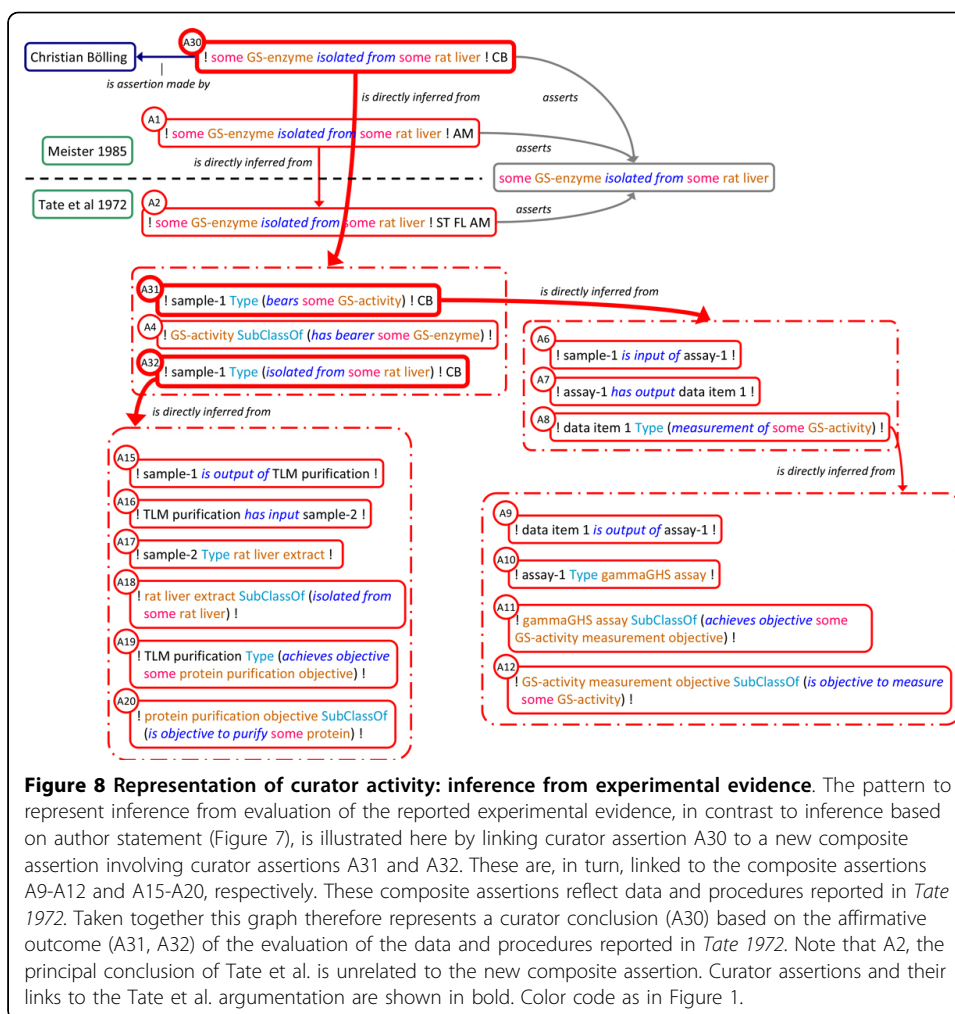 A30
Christian Bölling
! some GS-enzyme isolated from some rat liver ! CB
is assertion made by
is directly inferred from
asserts
A1
! some GS-enzyme isolated from some rat liver ! AM
asserts
Meister 1985
is directly inferred from
some GS-enzyme isolated from some rat liver
Tate et al 1972
A2
asserts
! some GS-enzyme isolated from some rat liver ! ST FL AM
A31
! sample-1 Type (bears some GS-activity) ! CB
is directly inferred from
A4
! GS-activity SubClassOf (has bearer some GS-enzyme) !
A32
! sample-1 Type (isolated from some rat liver) ! CB
A6
! sample-1 is input of assay-1 !
A7
! assay-1 has output data item 1 !
A8
! data item 1 Type (measurement of some GS-activity) !
is directly inferred from
is directly inferred from
A15
! sample-1 is output of TLM purification !
A16
! TLM purification has input sample-2 !
A17
! sample-2 Type rat liver extract !
A18
! rat liver extract SubClassOf (isolated from
some rat liver) !
A19
! TLM purification Type (achieves objective
some protein purification objective) !
A20
! protein purification objective SubClassOf
(is objective to purify some protein) !
A9
! data item 1 is output of assay-1 !
A10
! assay-1 Type gammaGHS assay !
A11
! gammaGHS assay SubClassOf (achieves objective some
GS-activity measurement objective) !
A12
! GS-activity measurement objective SubClassOf (is objective to measure
some GS-activity) !
Figure 8 Representation of curator activity: inference from experimental evidence. The pattern to
represent inference from evaluation of the reported experimental evidence, in contrast to inference based
on author statement (Figure 7), is illustrated here by linking curator assertion A30 to a new composite
assertion involving curator assertions A31 and A32. These are, in turn, linked to the composite assertions
A9-A12 and A15-A20, respectively. These composite assertions reflect data and procedures reported in Tate
1972. Taken together this graph therefore represents a curator conclusion (A30) based on the affirmative
outcome (A31, A32) of the evaluation of the data and procedures reported in Tate 1972. Note that A2, the
principal conclusion of Tate et al. is unrelated to the new composite assertion. Curator assertions and their
links to the Tate et al. argumentation are shown in bold. Color code as in Figure 1.